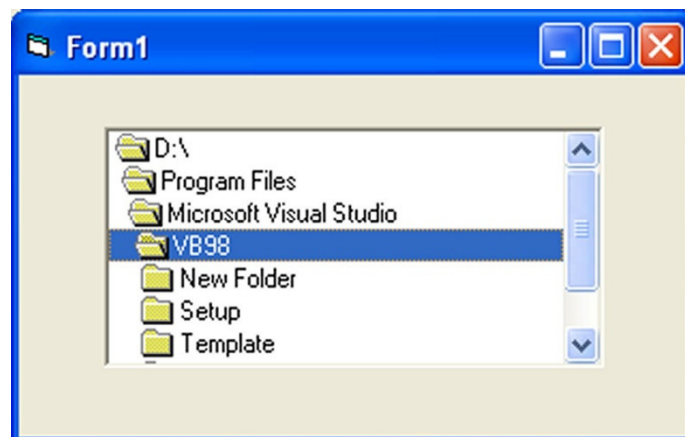 Form1
D:\
Program Files
Microsoft Visual Studio
VB98
New Folder
Setup
Template